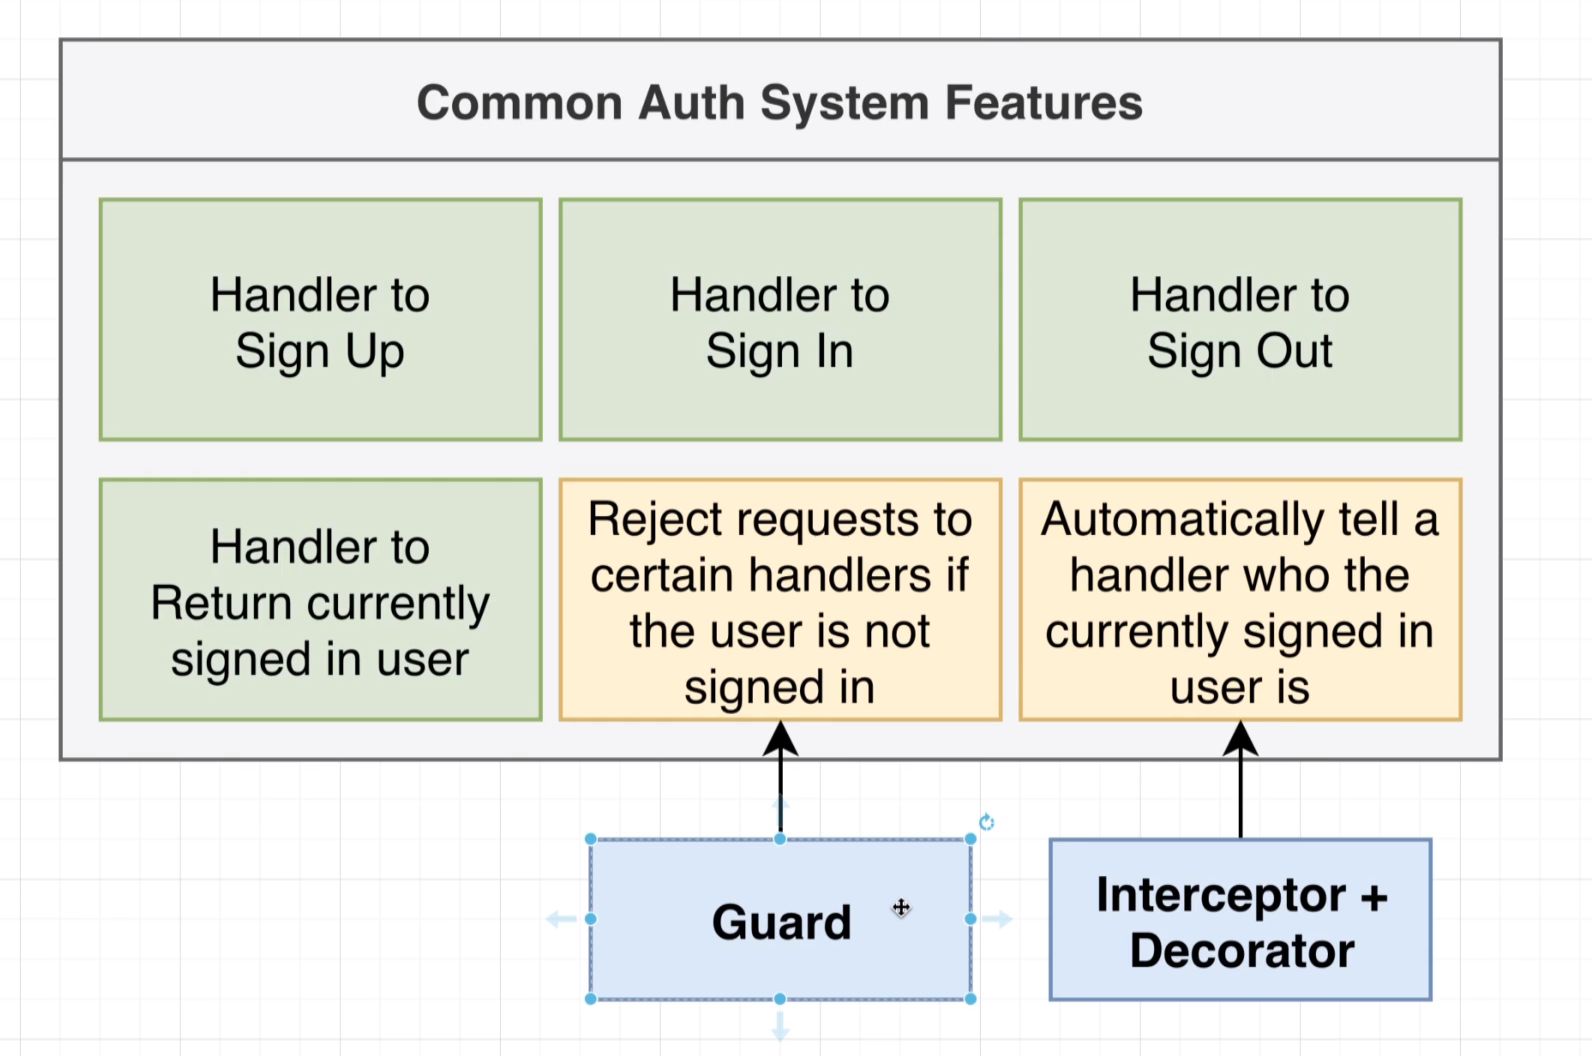 Common Auth System Features
Handler to
Sign Up
Handler to
Sign In
Handler to
Sign Out
Handler to
Return currently
signed in user
Reject requests to
certain handlers if
the user is not
signed in
Automatically tell a
handler who the
currently signed in
user is
Guard
Interceptor +
Decorator